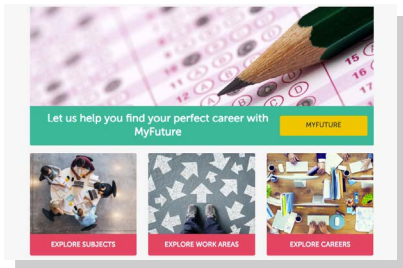 Let us help you find your perfect career with
MyFuture
MYFUTURE
EXPLORE SUBJECTS
EXPLORE WORK AREAS
EXPLORE CAREERS